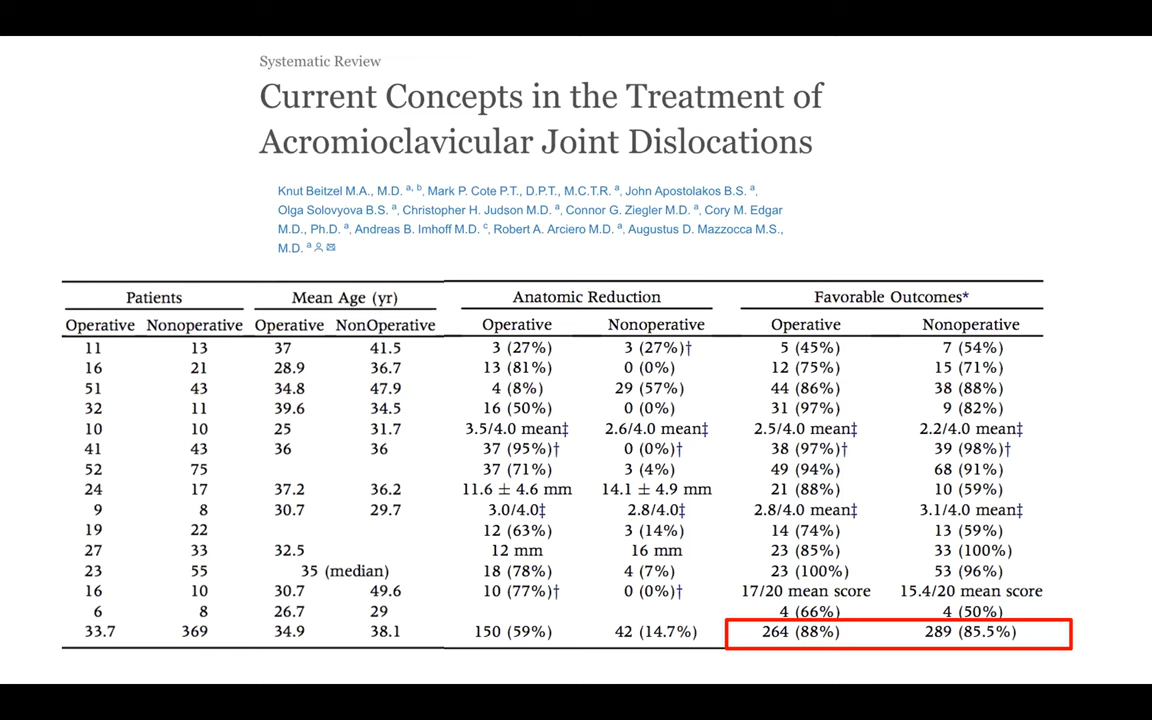 Systematic Review
Current Concepts in the Treatment of
Acromioclavicular Joint Dislocations
Knut Beitzel M.A., M.D. a, b, Mark P. Cote P.T., D.P.T., M.C.T.R. a, John Apostolakos B.S. a,
Olga Solovyova B.S. a, Christopher H. Judson M.D. a, Connor G. Ziegler M.D. a, Cory M. Edgar
M.D., Ph.D. a, Andreas B. Imhoff M.D. c, Robert A. Arciero M.D. a, Augustus D. Mazzocca M.S.,
M.D. a
Patients Mean Age (yr) Anatomic Reduction Favorable Outcomes*
Operative Nonoperative Operative NonOperative Operative Nonoperative Operative Nonoperative
11 13 37 41.5 3 (27%) 3 (27%)† 5 (45%) 7 (54%)
16 21 28.9 36.7 13 (81%) 0 (0%) 12 (75%) 15 (71%)
51 43 34.8 47.9 4 (8%) 29 (57%) 44 (86%) 38 (88%)
32 11 39.6 34.5 16 (50%) 0 (0%) 31 (97%) 9 (82%)
10 10 25 31.7 3.5/4.0 mean‡ 2.6/4.0 mean‡ 2.5/4.0 mean‡ 2.2/4.0 mean‡
41 43 36 36 37 (95%)† 0 (0%)† 38 (97%)† 39 (98%)†
52 75 37 (71%) 3 (4%) 49 (94%) 68 (91%)
24 17 37.2 36.2 11.6 ± 4.6 mm 14.1 ± 4.9 mm 21 (88%) 10 (59%)
9 8 30.7 29.7 3.0/4.0‡ 2.8/4.0‡ 2.8/4.0 mean‡ 3.1/4.0 mean‡
19 22 12 (63%) 3 (14%) 14 (74%) 13 (59%)
27 33 32.5 12 mm 16 mm 23 (85%) 33 (100%)
23 55 35 (median) 18 (78%) 4 (7%) 23 (100%) 53 (96%)
16 10 30.7 49.6 10 (77%)† 0 (0%)† 17/20 mean score 15.4/20 mean score
6 8 26.7 29 4 (66%) 4 (50%)
33.7 369 34.9 38.1 150 (59%) 42 (14.7%) 264 (88%) 289 (85.5%)